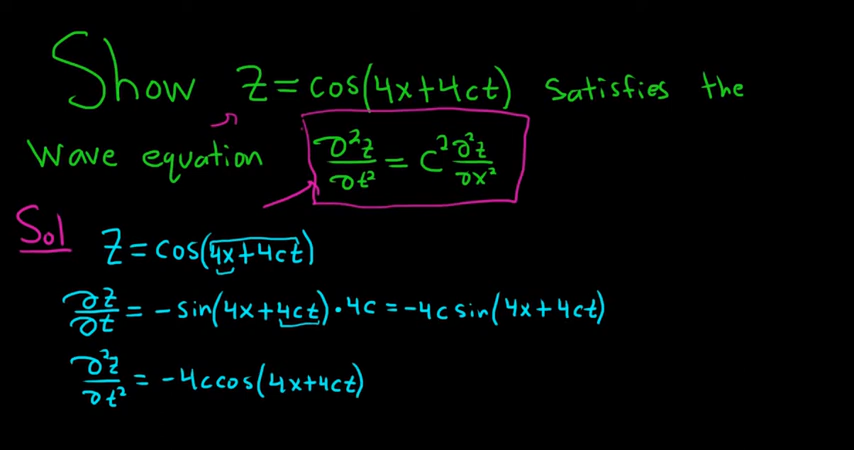 Show z = cos(4x+4ct) satisfies the
wave equation ∂²z/∂t² = c² ∂²z/∂x²
Sol
z = cos(4x+4ct)
∂z/∂t = -sin(4x+4ct)·4c = -4c sin(4x+4ct)
∂²z/∂t² = -4c cos(4x+4ct)